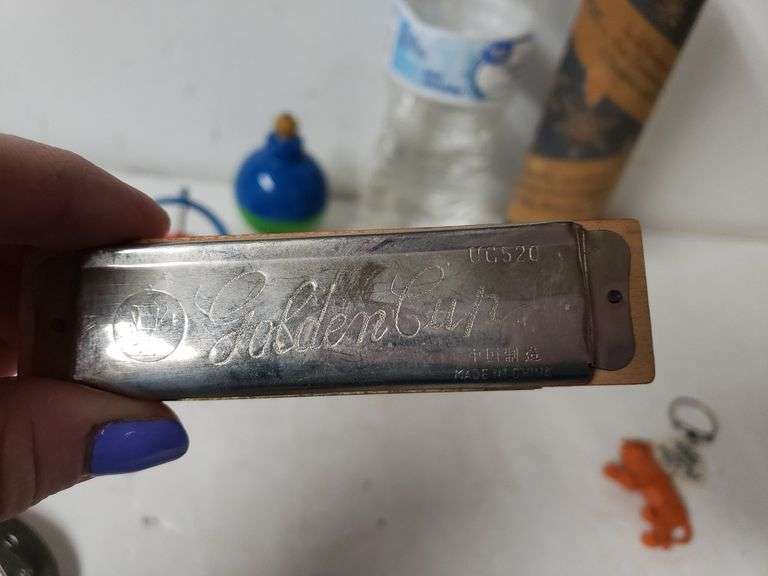 UG520
Golden Cup
中国制造
MADE IN CHINA